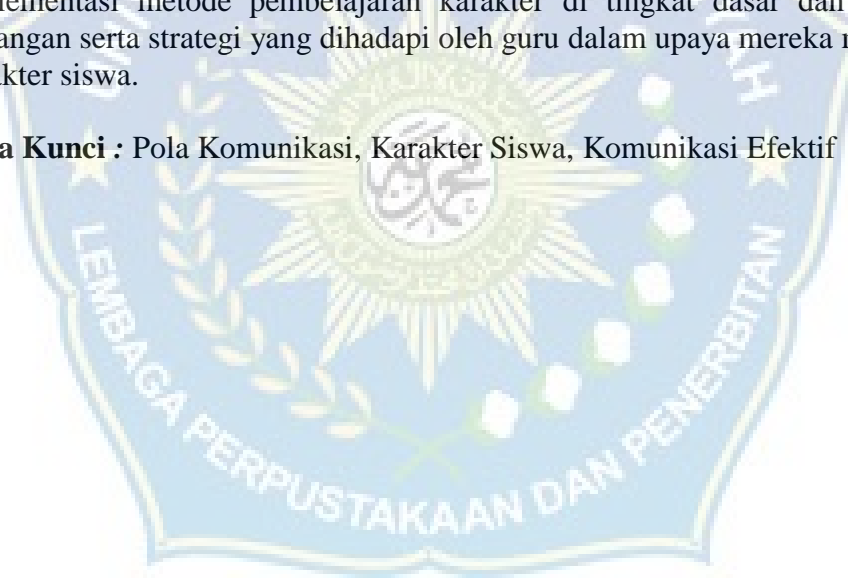 lementasi metode pembelajaran karakter di tingkat dasar dan
angan serta strategi yang dihadapi oleh guru dalam upaya mereka
akter siswa.
a Kunci : Pola Komunikasi, Karakter Siswa, Komunikasi Efektif
LEMBAGA PERPUSTAKAAN DAN PENERBITAN